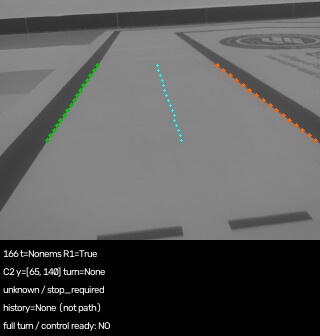 166 t=Nonems R1=True
C2 y=[65, 140] turn=None
unknown / stop_required
history=None (not path)
full turn / control ready: NO